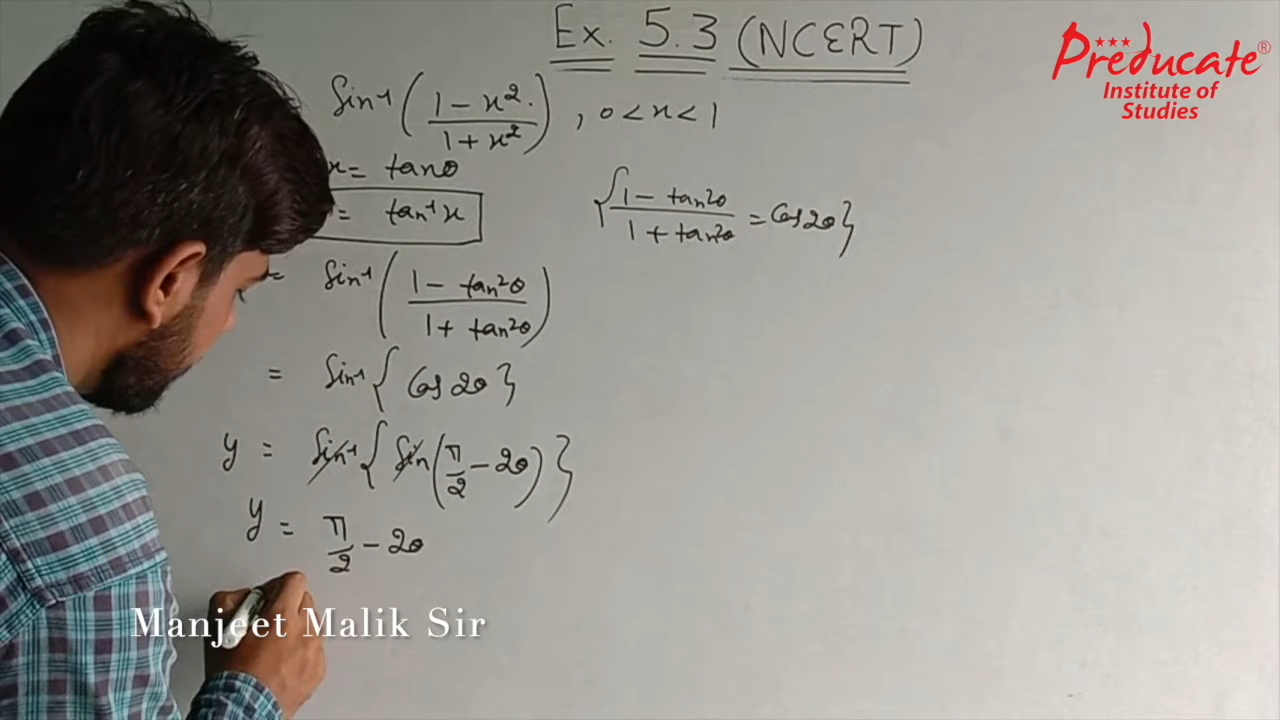 Ex. 5.3 (NCERT)
Preducate®
Institute of
Studies
Sin⁻¹ ( (1 - x²) / (1 + x²) ) , 0 < x < 1
x = tanθ
= tan⁻¹x
{ (1 - tan²θ) / (1 + tan²θ) = Cos2θ }
= Sin⁻¹ ( (1 - tan²θ) / (1 + tan²θ) )
= Sin⁻¹ { Cos 2θ }
y = Sin⁻¹ { Sin ( π/2 - 2θ ) }
y = π/2 - 2θ
Manjeet Malik Sir